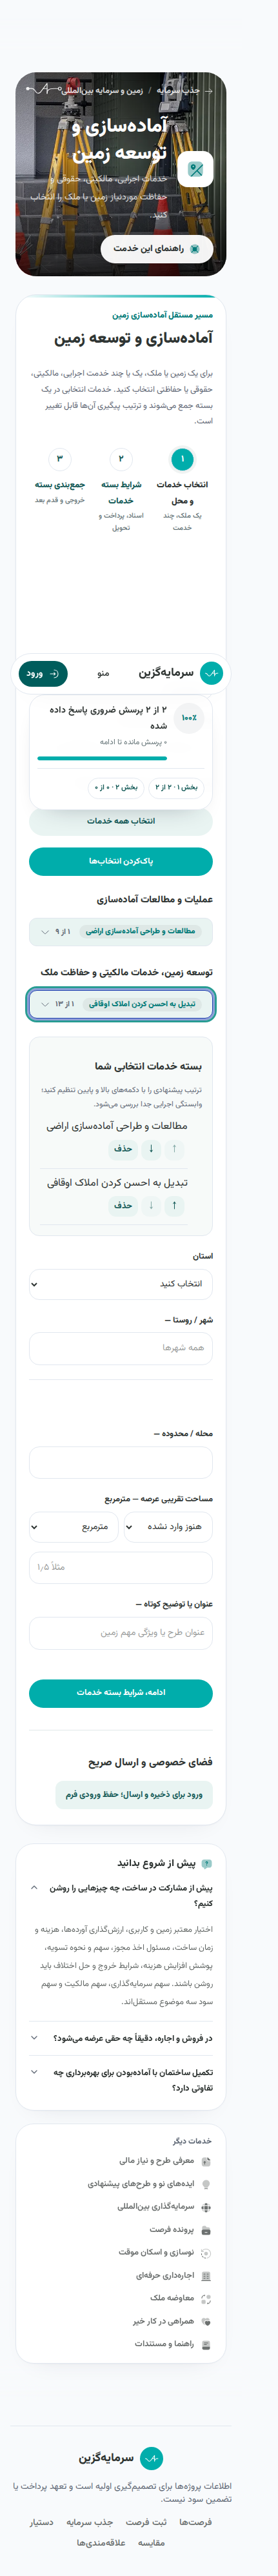 → جذب سرمایه / زمین و سرمایه بین‌المللی
آماده‌سازی و
توسعه زمین
خدمات اجرایی، مالکیتی، حقوقی و
حفاظت موردنیاز زمین یا ملک را انتخاب
کنید.
راهنمای این خدمت
مسیر مستقل آماده‌سازی زمین
آماده‌سازی و توسعه زمین
برای یک زمین یا ملک، یک یا چند خدمت اجرایی، مالکیتی،
حقوقی یا حفاظتی انتخاب کنید. خدمات انتخابی در یک
بسته جمع می‌شوند و ترتیب پیگیری آن‌ها قابل تغییر
است.
۱
انتخاب خدمات
و محل
یک ملک، چند
خدمت
۲
شرایط بسته
خدمات
اسناد، پرداخت و
تحویل
۳
جمع‌بندی بسته
خروجی و قدم بعد
سرمایه‌گزین
منو
ورود
۱۰۰٪
۲ از ۲ پرسش ضروری پاسخ داده
شده
۰ پرسش مانده تا ادامه
بخش ۱ · ۲ از ۲
بخش ۲ · ۰ از ۰
انتخاب همه خدمات
پاک‌کردن انتخاب‌ها
عملیات و مطالعات آماده‌سازی
مطالعات و طراحی آماده‌سازی اراضی
۱ از ۹
توسعه زمین، خدمات مالکیتی و حفاظت ملک
تبدیل به احسن کردن املاک اوقافی
۱ از ۱۳
بسته خدمات انتخابی شما
ترتیب پیشنهادی را با دکمه‌های بالا و پایین تنظیم کنید؛
وابستگی اجرایی جدا بررسی می‌شود.
مطالعات و طراحی آماده‌سازی اراضی
↑ ↓ حذف
تبدیل به احسن کردن املاک اوقافی
↑ ↓ حذف
استان
انتخاب کنید
شهر / روستا —
همه شهرها
محله / محدوده —
مساحت تقریبی عرصه — مترمربع
هنوز وارد نشده
مترمربع
مثلاً ۱٫۵
عنوان یا توضیح کوتاه —
عنوان طرح یا ویژگی مهم زمین
ادامه، شرایط بسته خدمات
فضای خصوصی و ارسال صریح
ورود برای ذخیره و ارسال؛ حفظ ورودی فرم
پیش از شروع بدانید
پیش از مشارکت در ساخت، چه چیزهایی را روشن
کنیم؟
اختیار معتبر زمین و کاربری، ارزش‌گذاری آورده‌ها، هزینه و
زمان ساخت، مسئول اخذ مجوز، سهم و نحوه تسویه،
پوشش افزایش هزینه، شرایط خروج و حل اختلاف باید
روشن باشند. سهم سرمایه‌گذاری، سهم مالکیت و سهم
سود سه موضوع مستقل‌اند.
در فروش و اجاره، دقیقاً چه حقی عرضه می‌شود؟
تکمیل ساختمان با آماده‌بودن برای بهره‌برداری چه
تفاوتی دارد؟
خدمات دیگر
معرفی طرح و نیاز مالی
ایده‌های نو و طرح‌های پیشنهادی
سرمایه‌گذاری بین‌المللی
پرونده فرصت
نوسازی و اسکان موقت
اجاره‌داری حرفه‌ای
معاوضه ملک
همراهی در کار خیر
راهنما و مستندات
سرمایه‌گزین
اطلاعات پروژه‌ها برای تصمیم‌گیری اولیه است و تعهد پرداخت یا
تضمین سود نیست.
فرصت‌ها ثبت فرصت جذب سرمایه دستیار
مقایسه علاقه‌مندی‌ها